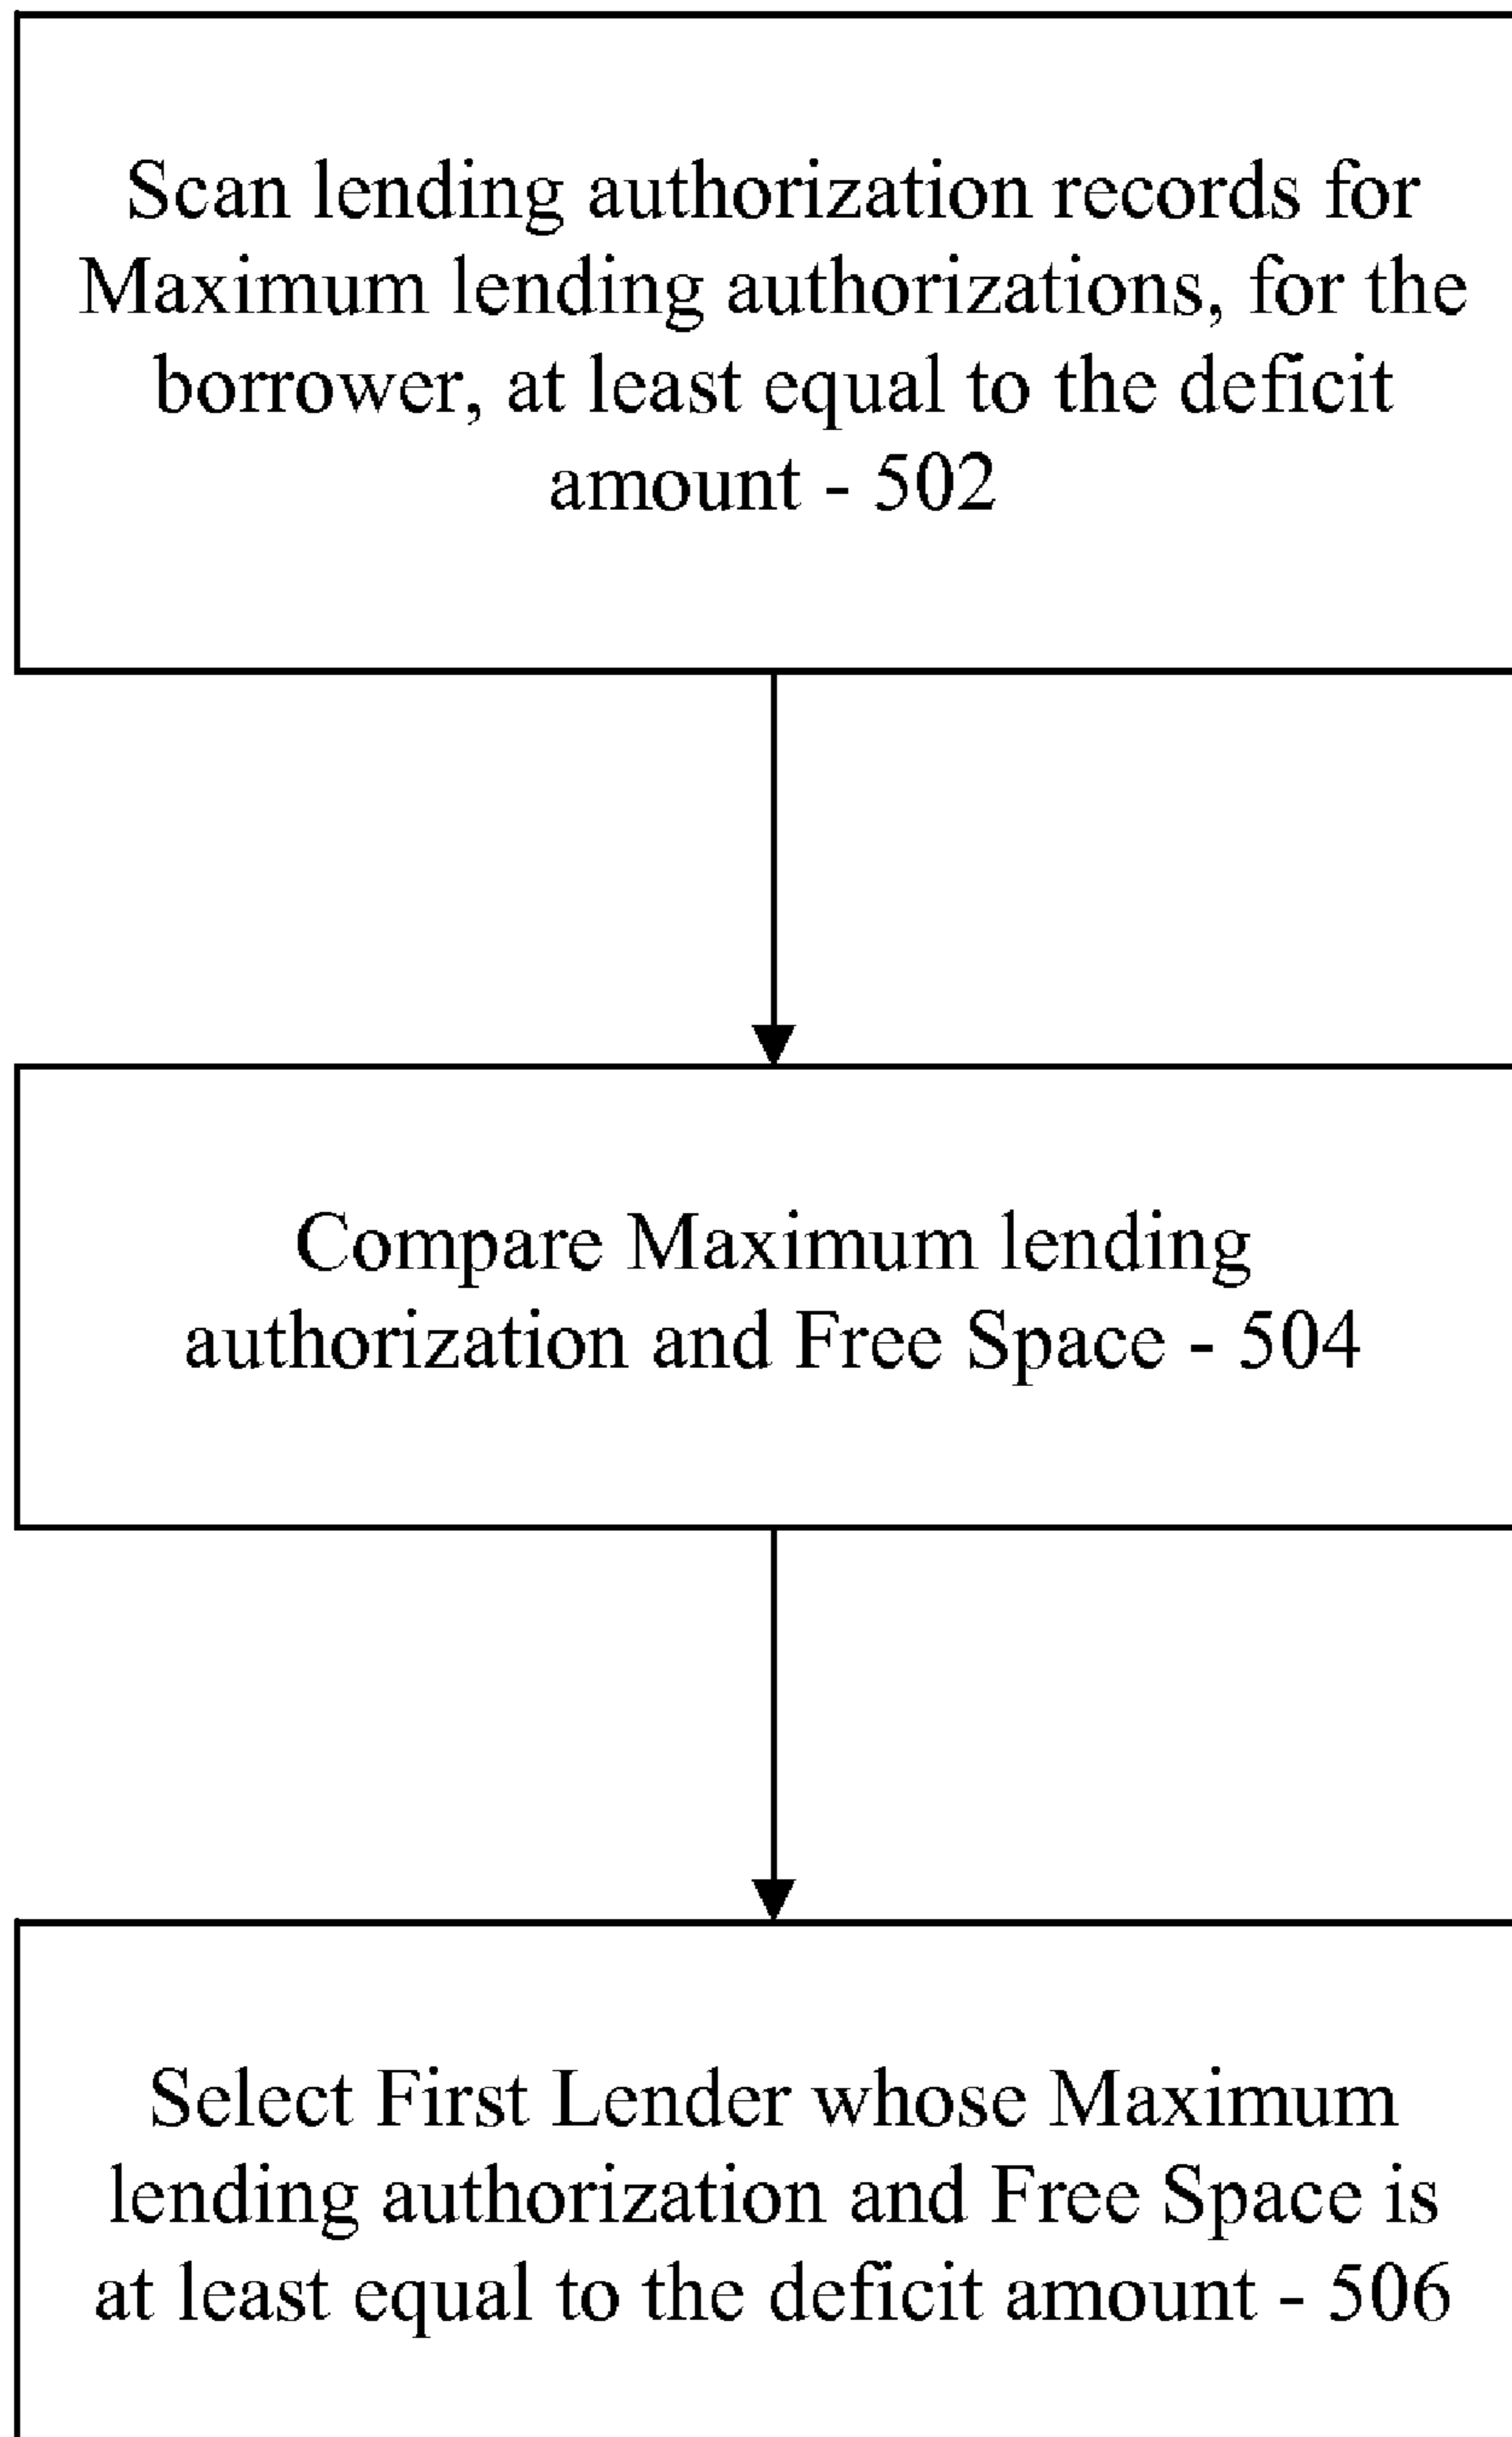 Scan lending authorization records for
Maximum lending authorizations, for the
borrower, at least equal to the deficit
amount - 502
Compare Maximum lending
authorization and Free Space - 504
Select First Lender whose Maximum
lending authorization and Free Space is
at least equal to the deficit amount - 506